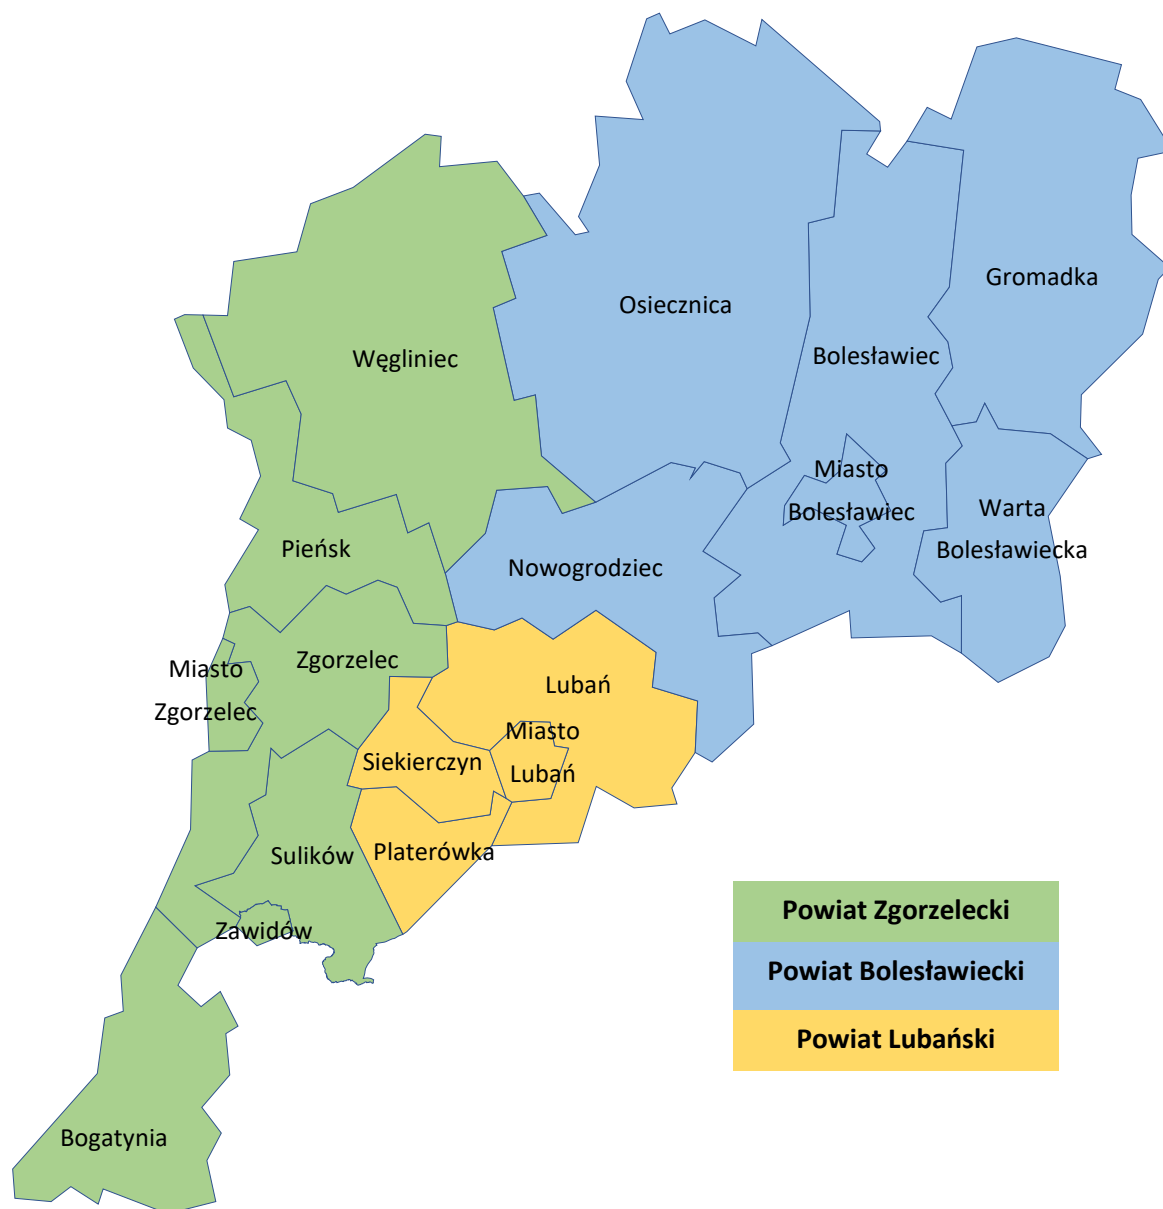 Gromadka
Osiecznica
Bolesławiec
Węgliniec
Miasto
Bolesławiec
Warta
Bolesławiecka
Pieńsk
Nowogrodziec
Zgorzelec
Miasto
Zgorzelec
Lubań
Miasto
Lubań
Siekierczyn
Platerówka
Sulików
Zawidów
Bogatynia
Powiat Zgorzelecki
Powiat Bolesławiecki
Powiat Lubański